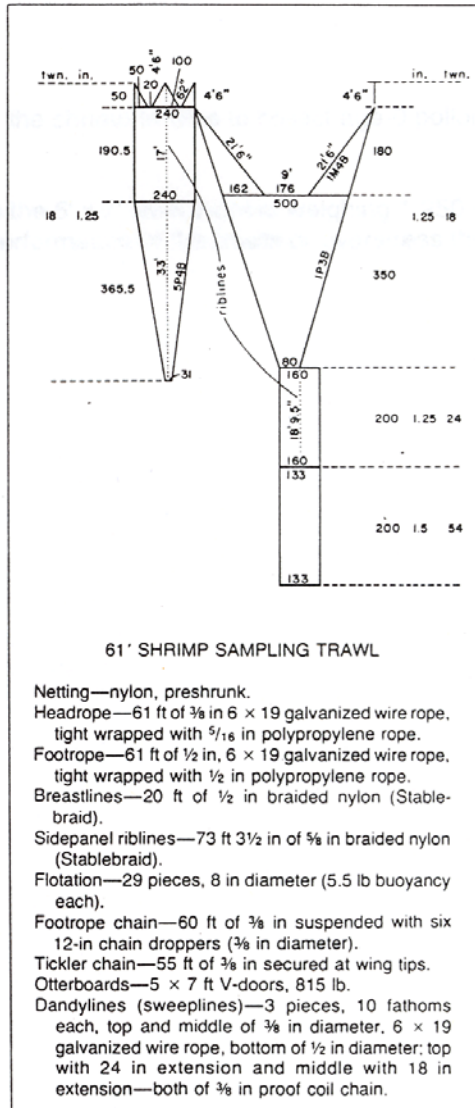 twn. in.
50
4'6"
100
20
62"
50
4'6"
4'6"
in. twn.
240
190.5
17'
21'6"
9'
21'6"
1M4B
180
240
162
176
500
18 1.25
1.25 18
365.5
33'
5P4B
riblines
1P3B
350
31
80
160
18' 9.5"
200 1.25 24
160
133
200 1.5 54
133
61' SHRIMP SAMPLING TRAWL
Netting—nylon, preshrunk.
Headrope—61 ft of ⅜ in 6 × 19 galvanized wire rope,
tight wrapped with 5/16 in polypropylene rope.
Footrope—61 ft of ½ in, 6 × 19 galvanized wire rope,
tight wrapped with ½ in polypropylene rope.
Breastlines—20 ft of ½ in braided nylon (Stable-
braid).
Sidepanel riblines—73 ft 3½ in of ⅝ in braided nylon
(Stablebraid).
Flotation—29 pieces, 8 in diameter (5.5 lb buoyancy
each).
Footrope chain—60 ft of ⅜ in suspended with six
12-in chain droppers (⅜ in diameter).
Tickler chain—55 ft of ⅜ in secured at wing tips.
Otterboards—5 × 7 ft V-doors, 815 lb.
Dandylines (sweeplines)—3 pieces, 10 fathoms
each, top and middle of ⅜ in diameter, 6 × 19
galvanized wire rope, bottom of ½ in diameter; top
with 24 in extension and middle with 18 in
extension—both of ⅜ in proof coil chain.